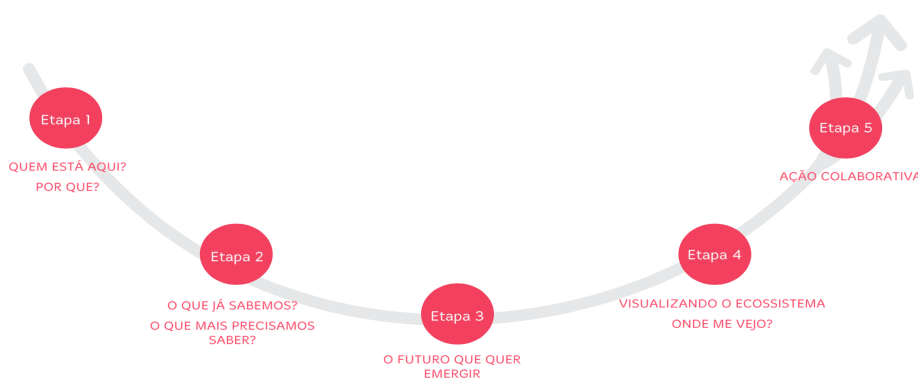 Etapa 1
QUEM ESTÁ AQUI?
POR QUE?
Etapa 2
O QUE JÁ SABEMOS?
O QUE MAIS PRECISAMOS
SABER?
Etapa 3
O FUTURO QUE QUER
EMERGIR
Etapa 4
VISUALIZANDO O ECOSSISTEMA
ONDE ME VEJO?
Etapa 5
AÇÃO COLABORATIVA